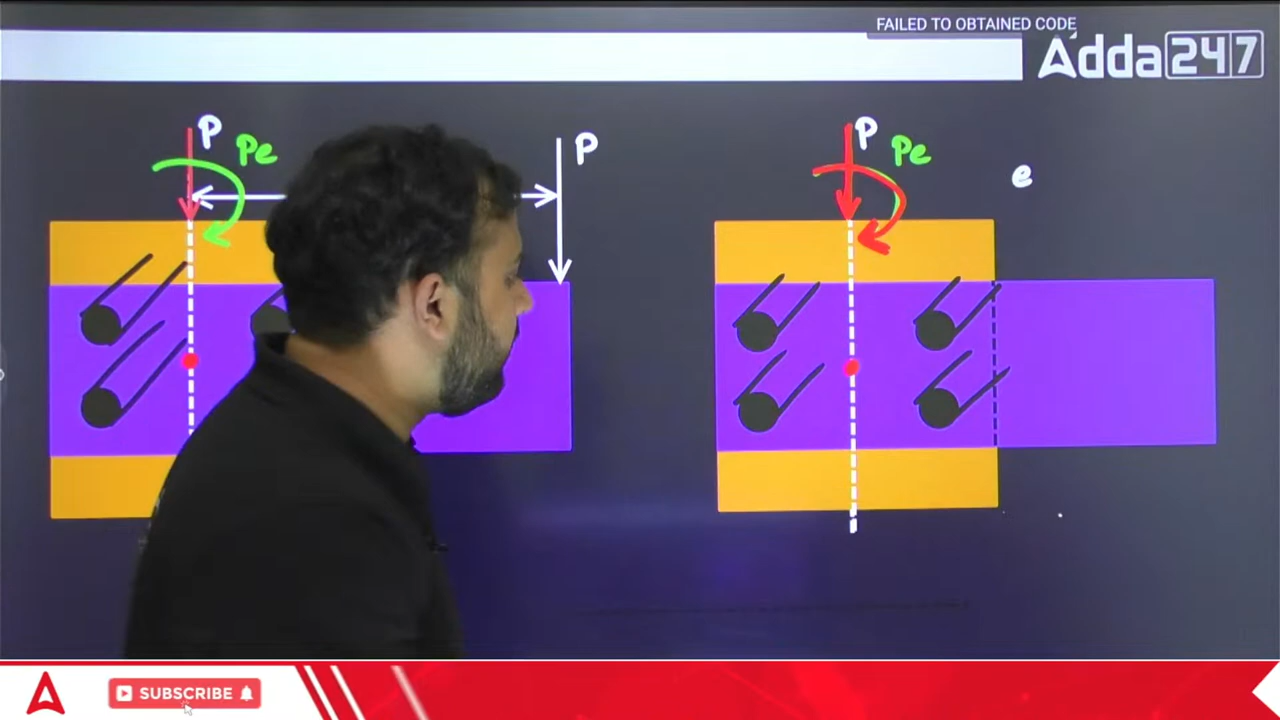 FAILED TO OBTAINED CODE
Adda247
P
Pe
P
P
Pe
e
SUBSCRIBE